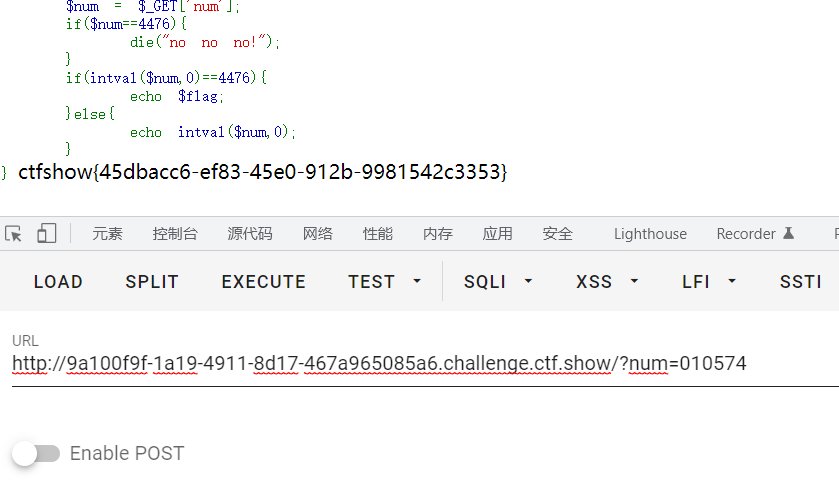 $num = $_GET['num'];
if($num==4476){
die("no no no!");
}
if(intval($num,0)==4476){
echo $flag;
}else{
echo intval($num,0);
}
} ctfshow{45dbacc6-ef83-45e0-912b-9981542c3353}
元素 控制台 源代码 网络 性能 内存 应用 安全 Lighthouse Recorder
LOAD SPLIT EXECUTE TEST SQLI XSS LFI SSTI
URL
http://9a100f9f-1a19-4911-8d17-467a965085a6.challenge.ctf.show/?num=010574
Enable POST